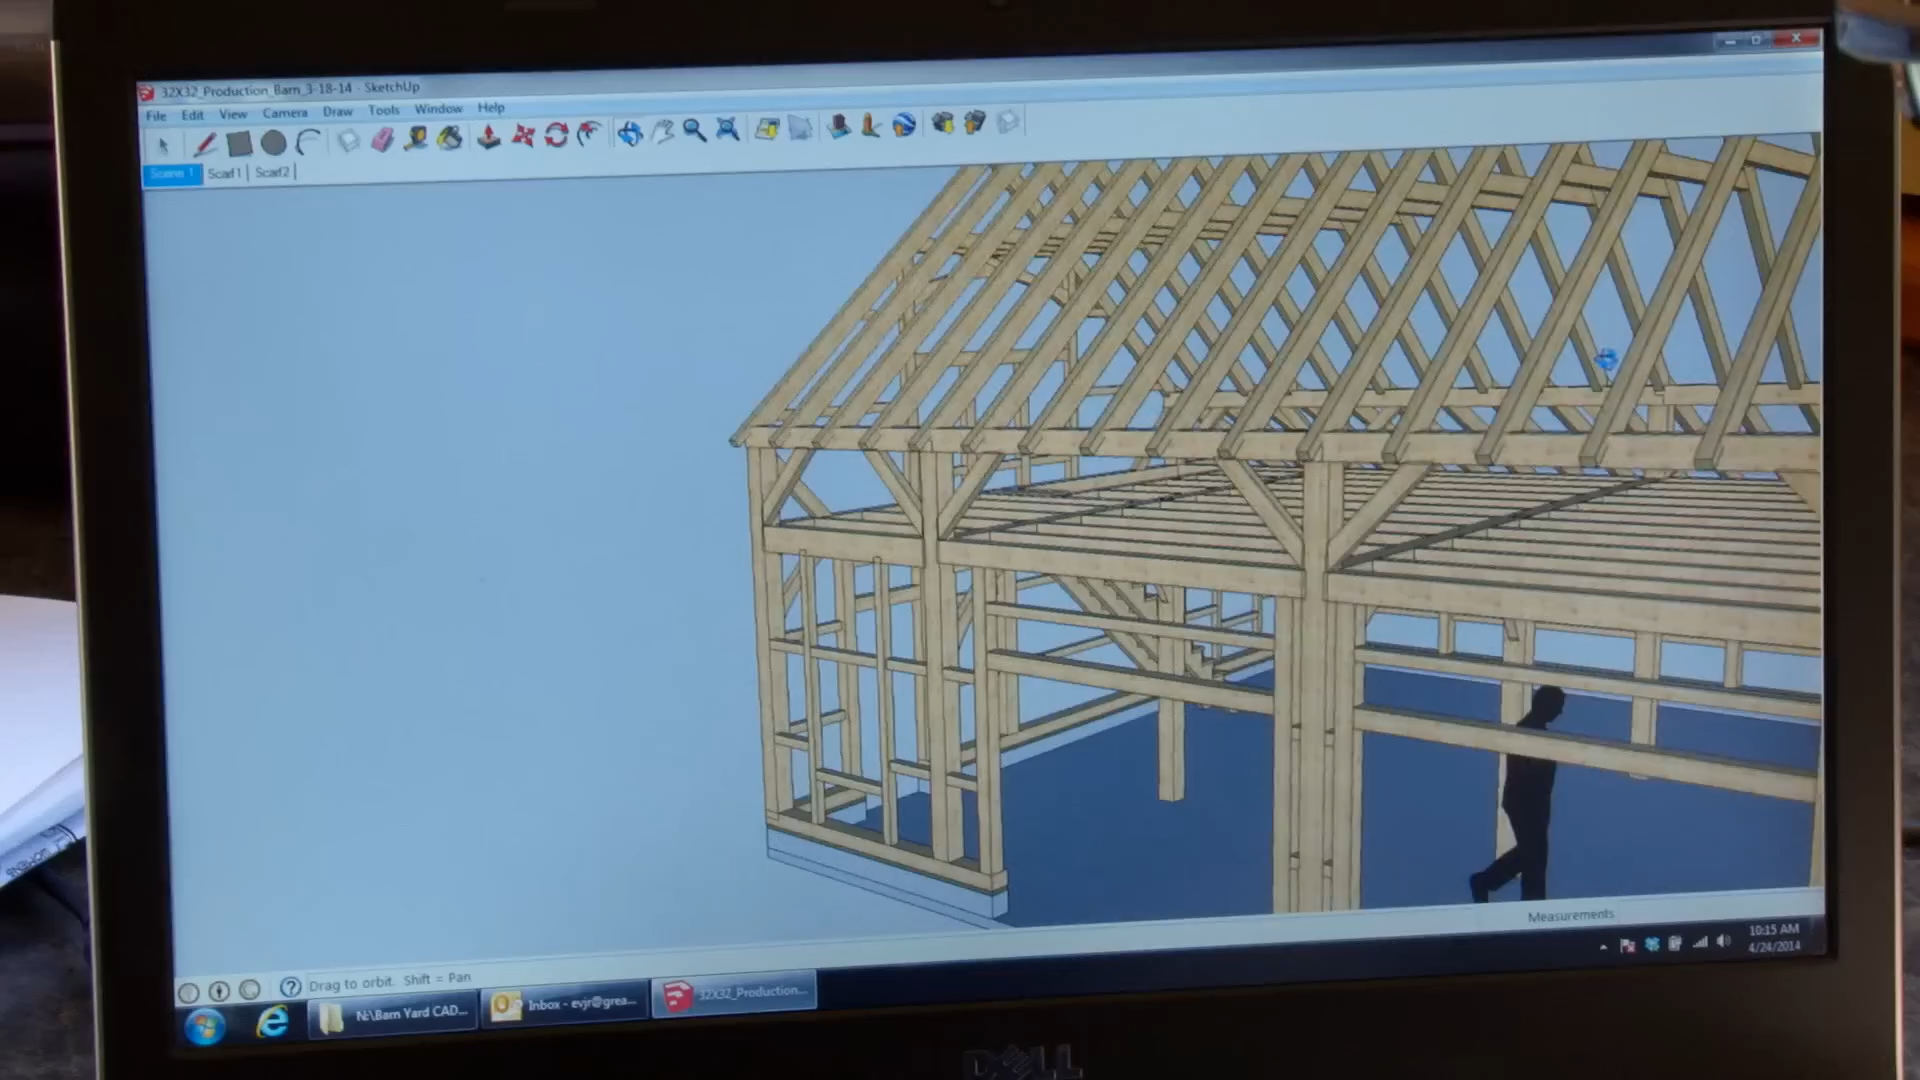 32X32_Production_Barn_3-18-14 - SketchUp
File Edit View Camera Draw Tools Window Help
Scene 1 Scaf1 Scaf2
Measurements
Drag to orbit. Shift = Pan
10:15 AM
4/24/2014
N:\Barn Yard CAD...
Inbox - evjr@grea...
32X32_Production...
DELL